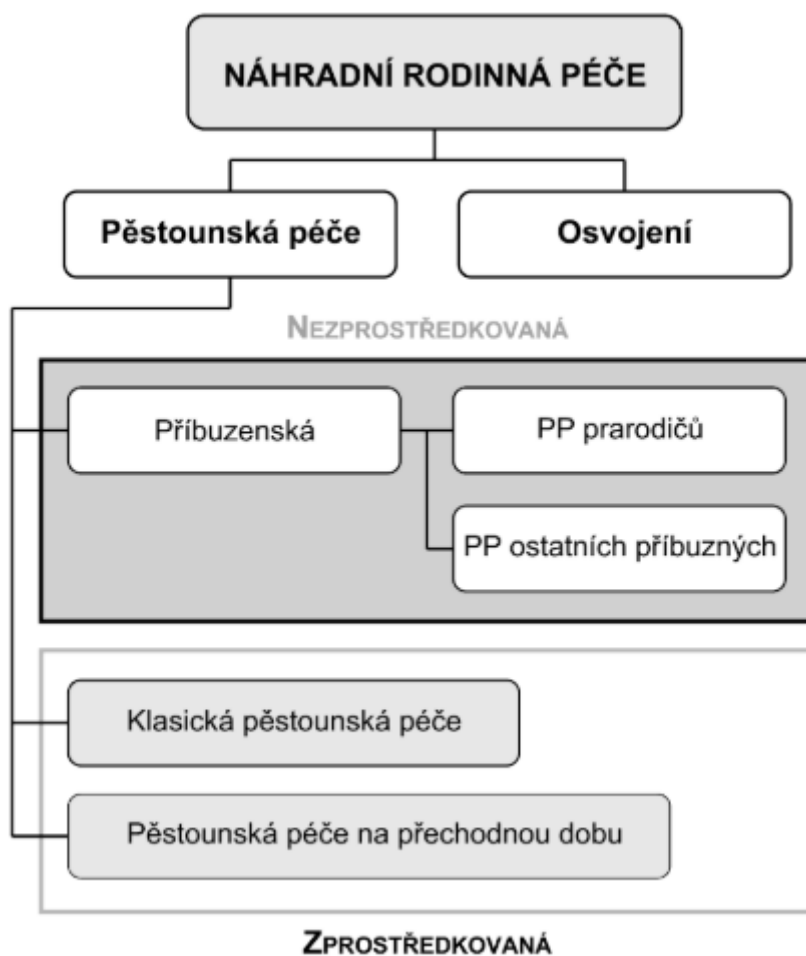 NÁHRADNÍ RODINNÁ PÉČE
Pěstounská péče
Osvojení
NEZPROSTŘEDKOVANÁ
Příbuzenská
PP prarodičů
PP ostatních příbuzných
Klasická pěstounská péče
Pěstounská péče na přechodnou dobu
ZPROSTŘEDKOVANÁ